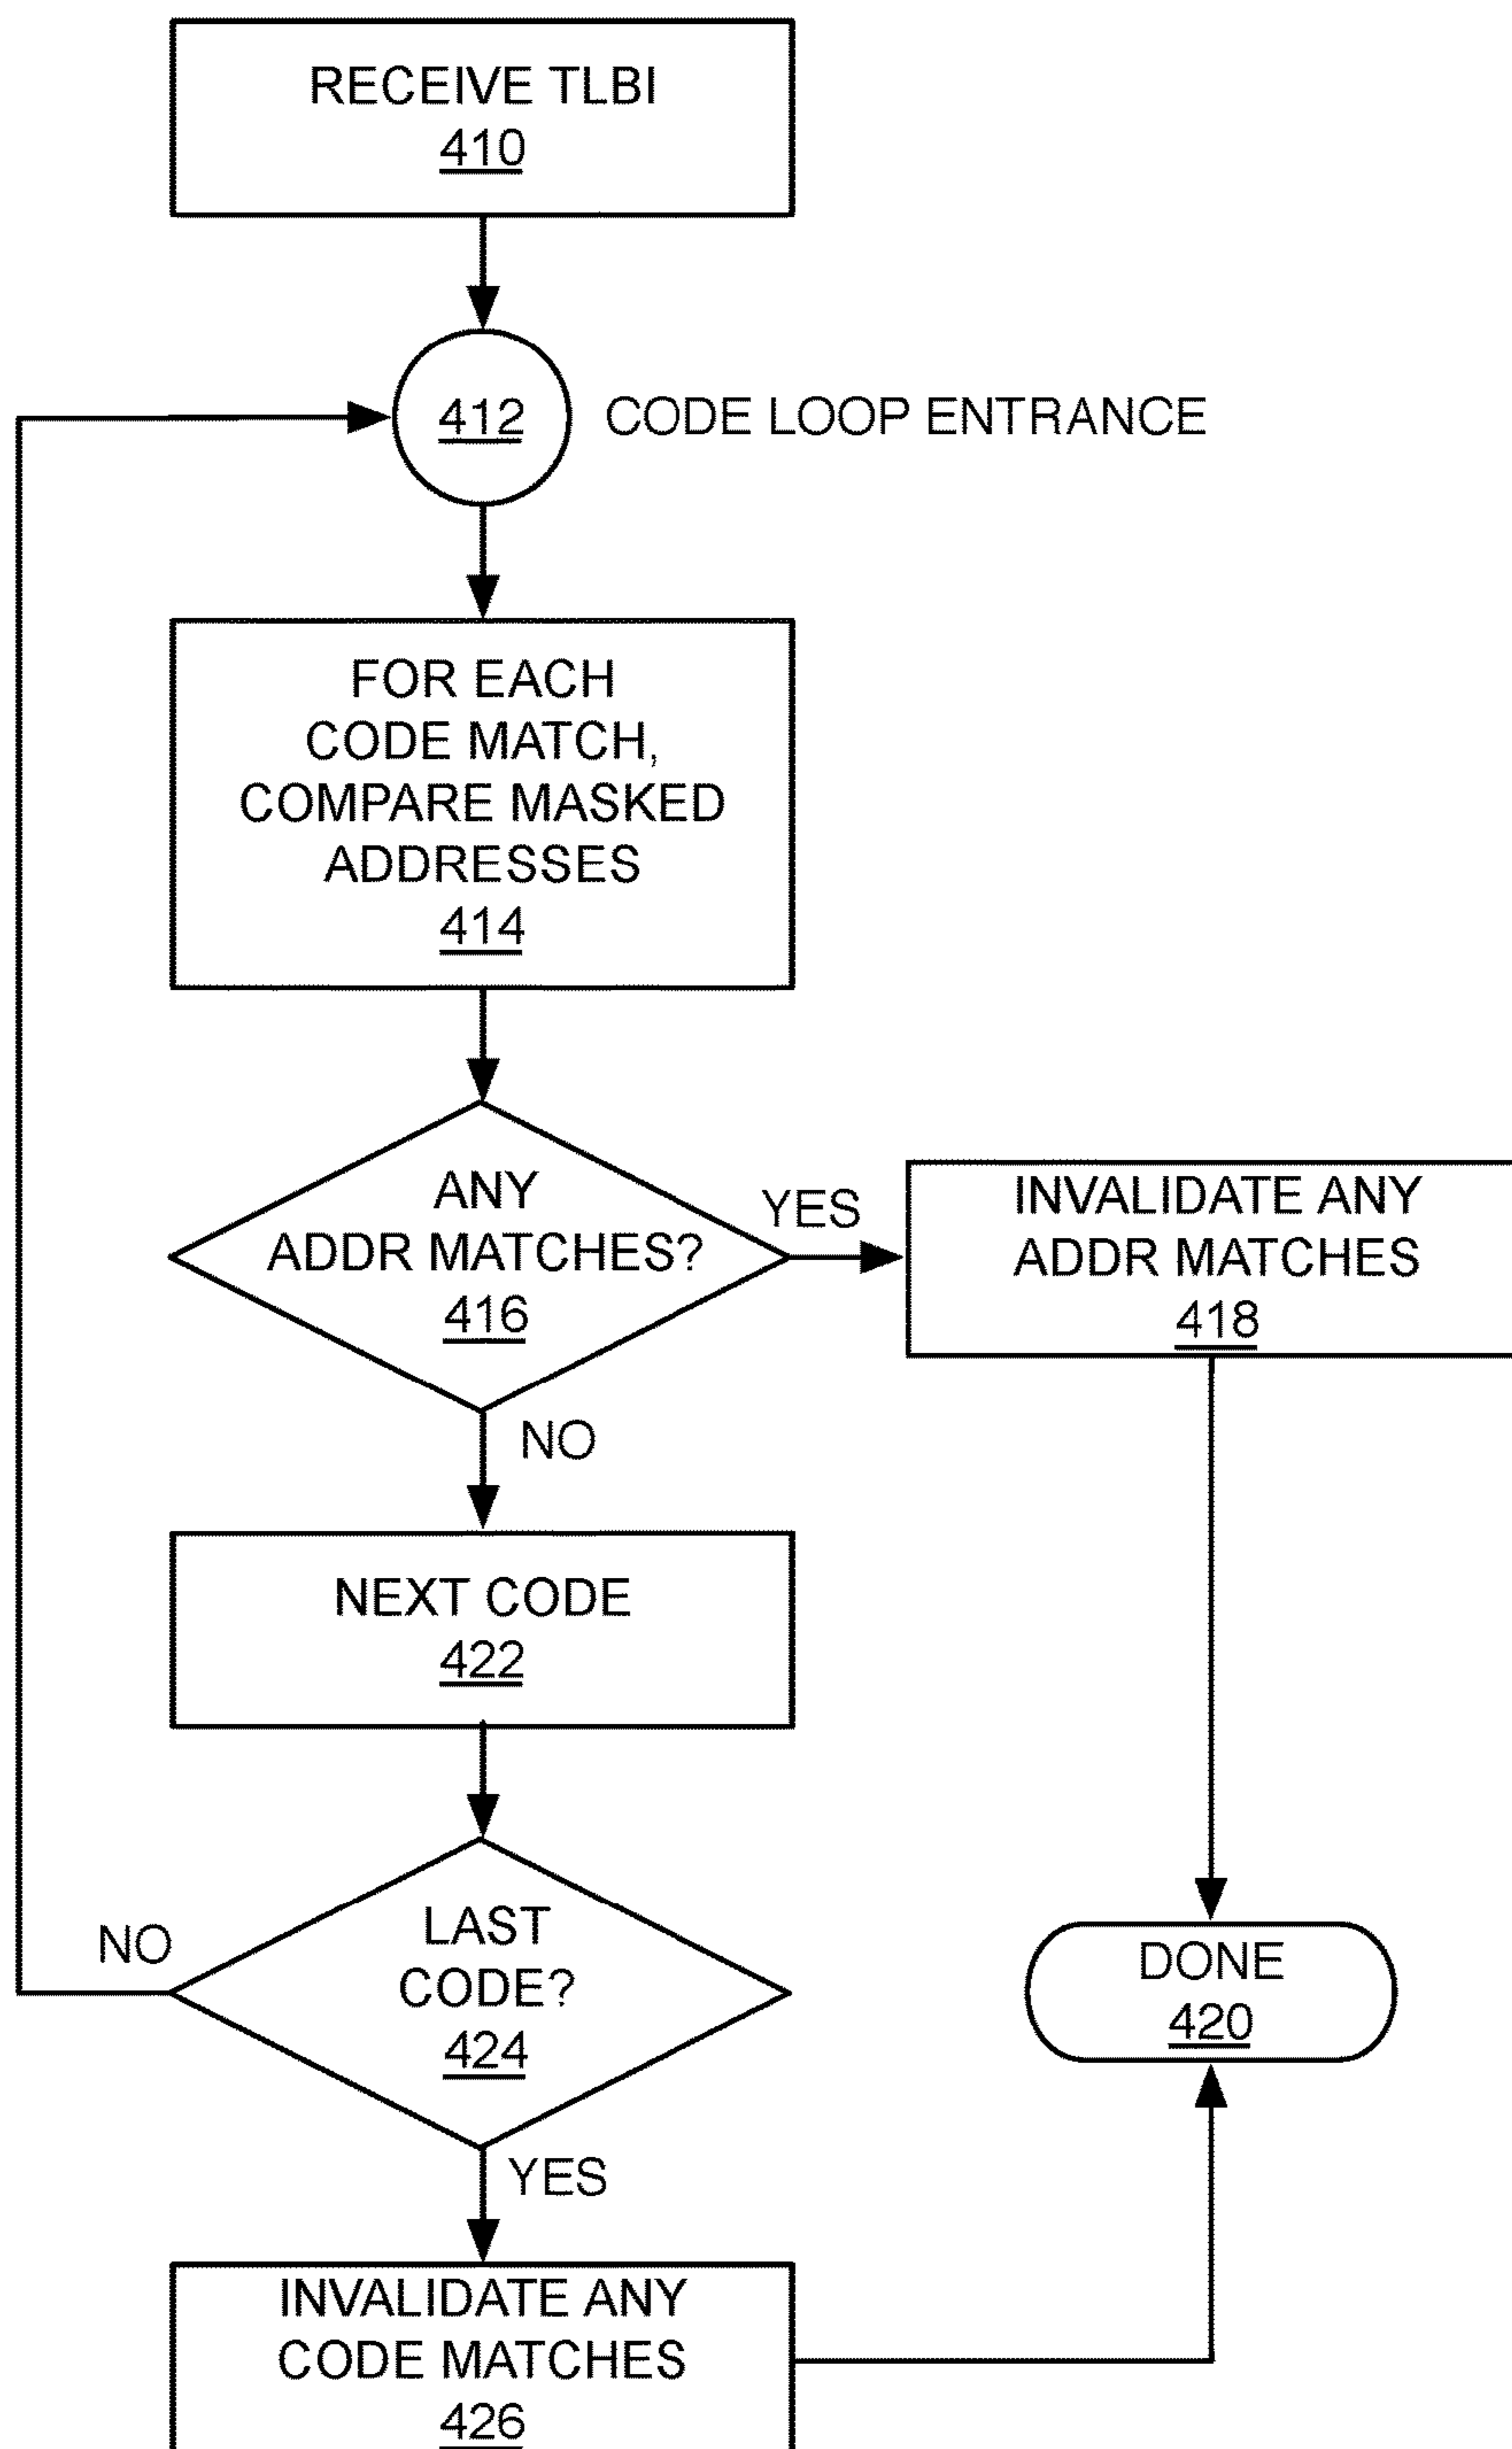 RECEIVE TLBI
410
412
CODE LOOP ENTRANCE
FOR EACH
CODE MATCH,
COMPARE MASKED
ADDRESSES
414
ANY
ADDR MATCHES?
416
YES
INVALIDATE ANY
ADDR MATCHES
418
NO
NEXT CODE
422
LAST
CODE?
424
NO
DONE
420
YES
INVALIDATE ANY
CODE MATCHES
426